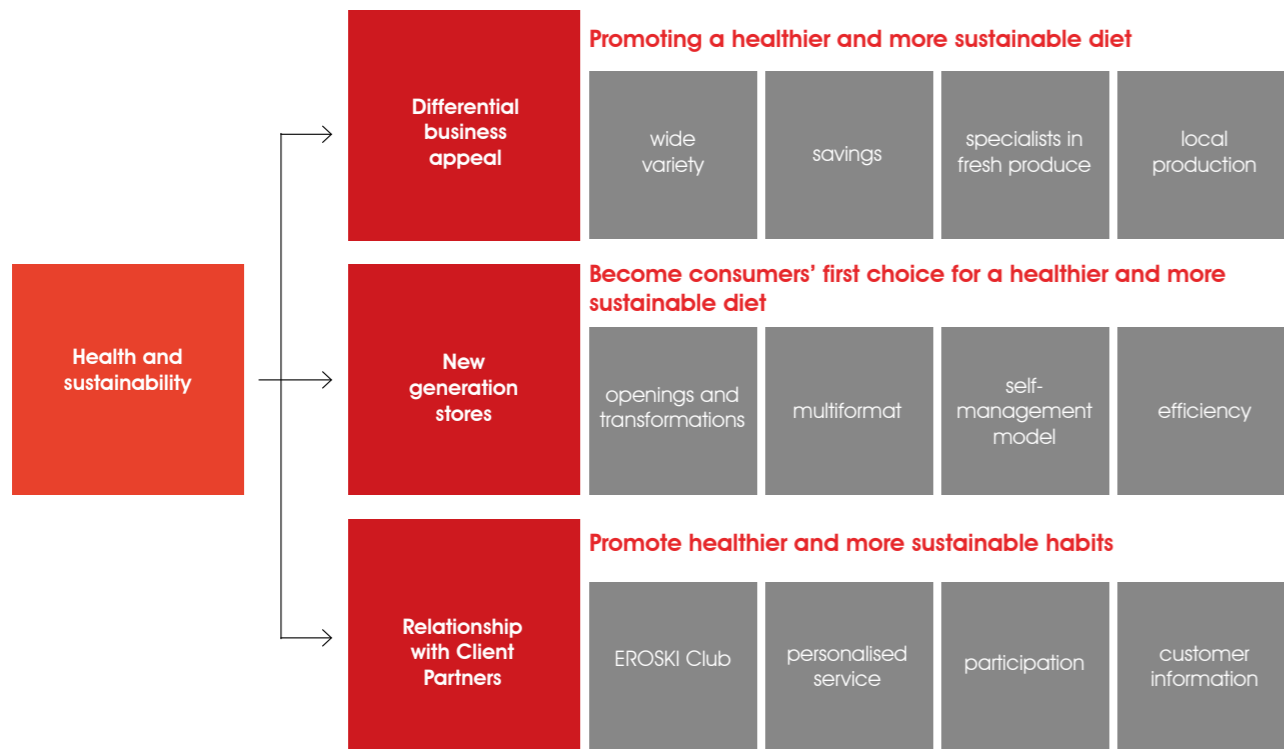 Promoting a healthier and more sustainable diet
Differential
business
appeal
wide
variety
savings
specialists in
fresh produce
local
production
Health and
sustainability
Become consumers’ first choice for a healthier and more
sustainable diet
New
generation
stores
openings and
transformations
multiformat
self-
management
model
efficiency
Promote healthier and more sustainable habits
Relationship
with Client
Partners
EROSKI Club
personalised
service
participation
customer
information